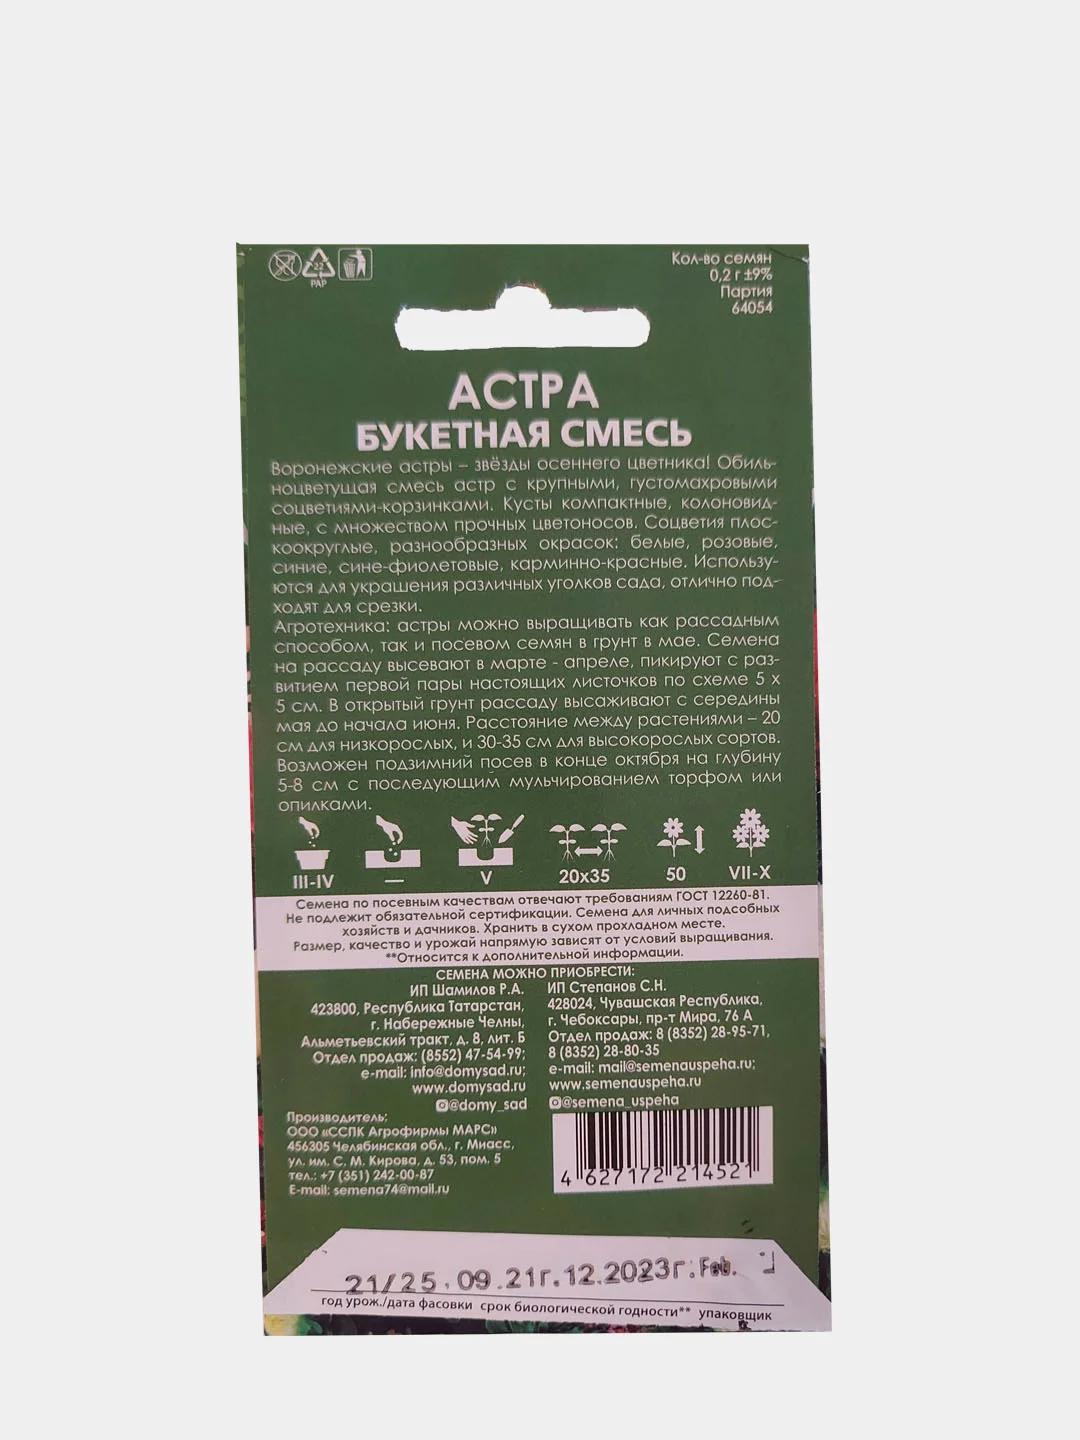 22
PAP
Кол-во семян
0,2 г ±9%
Партия
64054
АСТРА
БУКЕТНАЯ СМЕСЬ
Воронежские астры – звёзды осеннего цветника! Обиль-
ноцветущая смесь астр с крупными, густомахровыми
соцветиями-корзинками. Кусты компактные, колоновид-
ные, с множеством прочных цветоносов. Соцветия плос-
коокруглые, разнообразных окрасок: белые, розовые,
синие, сине-фиолетовые, карминно-красные. Использу-
ются для украшения различных уголков сада, отлично под-
ходят для срезки.
Агротехника: астры можно выращивать как рассадным
способом, так и посевом семян в грунт в мае. Семена
на рассаду высевают в марте - апреле, пикируют с раз-
витием первой пары настоящих листочков по схеме 5 х
5 см. В открытый грунт рассаду высаживают с середины
мая до начала июня. Расстояние между растениями – 20
см для низкорослых, и 30-35 см для высокорослых сортов.
Возможен подзимний посев в конце октября на глубину
5-8 см с последующим мульчированием торфом или
опилками.
III-IV — V 20х35 50 VII-X
Семена по посевным качествам отвечают требованиям ГОСТ 12260-81.
Не подлежит обязательной сертификации. Семена для личных подсобных
хозяйств и дачников. Хранить в сухом прохладном месте.
Размер, качество и урожай напрямую зависят от условий выращивания.
**Относится к дополнительной информации.
СЕМЕНА МОЖНО ПРИОБРЕСТИ:
ИП Шамилов Р.А.
423800, Республика Татарстан,
г. Набережные Челны,
Альметьевский тракт, д. 8, лит. Б
Отдел продаж: (8552) 47-54-99;
e-mail: info@domysad.ru;
www.domysad.ru
@domy_sad
ИП Степанов С.Н.
428024, Чувашская Республика,
г. Чебоксары, пр-т Мира, 76 А
Отдел продаж: 8 (8352) 28-95-71,
8 (8352) 28-80-35
e-mail: mail@semenauspeha.ru;
www.semenauspeha.ru
@semena_uspeha
Производитель:
ООО «ССПК Агрофирмы МАРС»
456305 Челябинская обл., г. Миасс,
ул. им. С. М. Кирова, д. 53, пом. 5
тел.: +7 (351) 242-00-87
E-mail: semena74@mail.ru
4 627172 214521
21/25.09.21г.12.2023г.
год урож./дата фасовки срок биологической годности** упаковщик